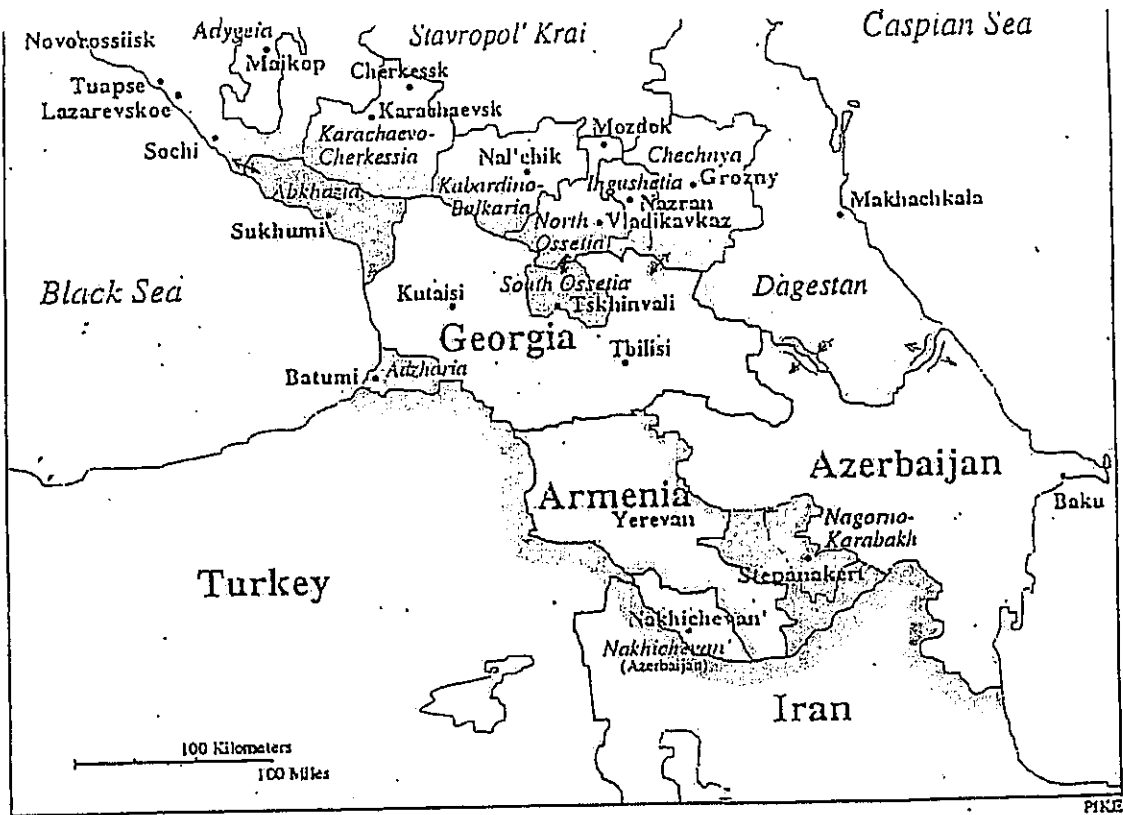 Novorossiisk
Adygeia
Stavropol' Krai
Caspian Sea
Maikop
Cherkessk
Tuapse
Lazarevskoe
Karachaevsk
Karachaevo-
Cherkessia
Mozdok
Sochi
Nal'chik
Chechnya
Abkhazia
Kabardino-
Balkaria
Ingushetia
Grozny
Nazran
Makhachkala
Sukhumi
North
Ossetia
Vladikavkaz
Black Sea
Kutaisi
South Ossetia
Tskhinvali
Dagestan
Georgia
Tbilisi
Batumi
Adzharia
Azerbaijan
Armenia
Yerevan
Baku
Nagorno-
Karabakh
Stepanakert
Turkey
Nakhichevan'
Nakhichevan'
(Azerbaijan)
Iran
100 Kilometers
100 Miles
PIKE